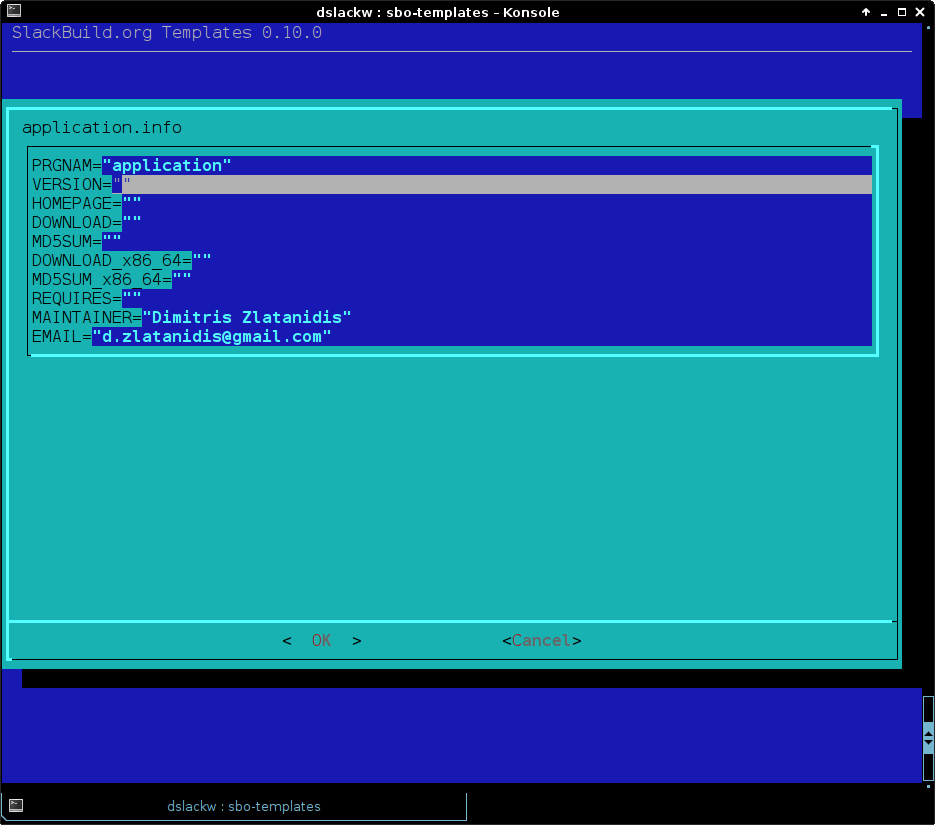 dslackw : sbo-templates – Konsole
SlackBuild.org Templates 0.10.0
application.info
PRGNAM="application"
VERSION=""
HOMEPAGE=""
DOWNLOAD=""
MD5SUM=""
DOWNLOAD_x86_64=""
MD5SUM_x86_64=""
REQUIRES=""
MAINTAINER="Dimitris Zlatanidis"
EMAIL="d.zlatanidis@gmail.com"
<  OK  >              <Cancel>
dslackw : sbo-templates